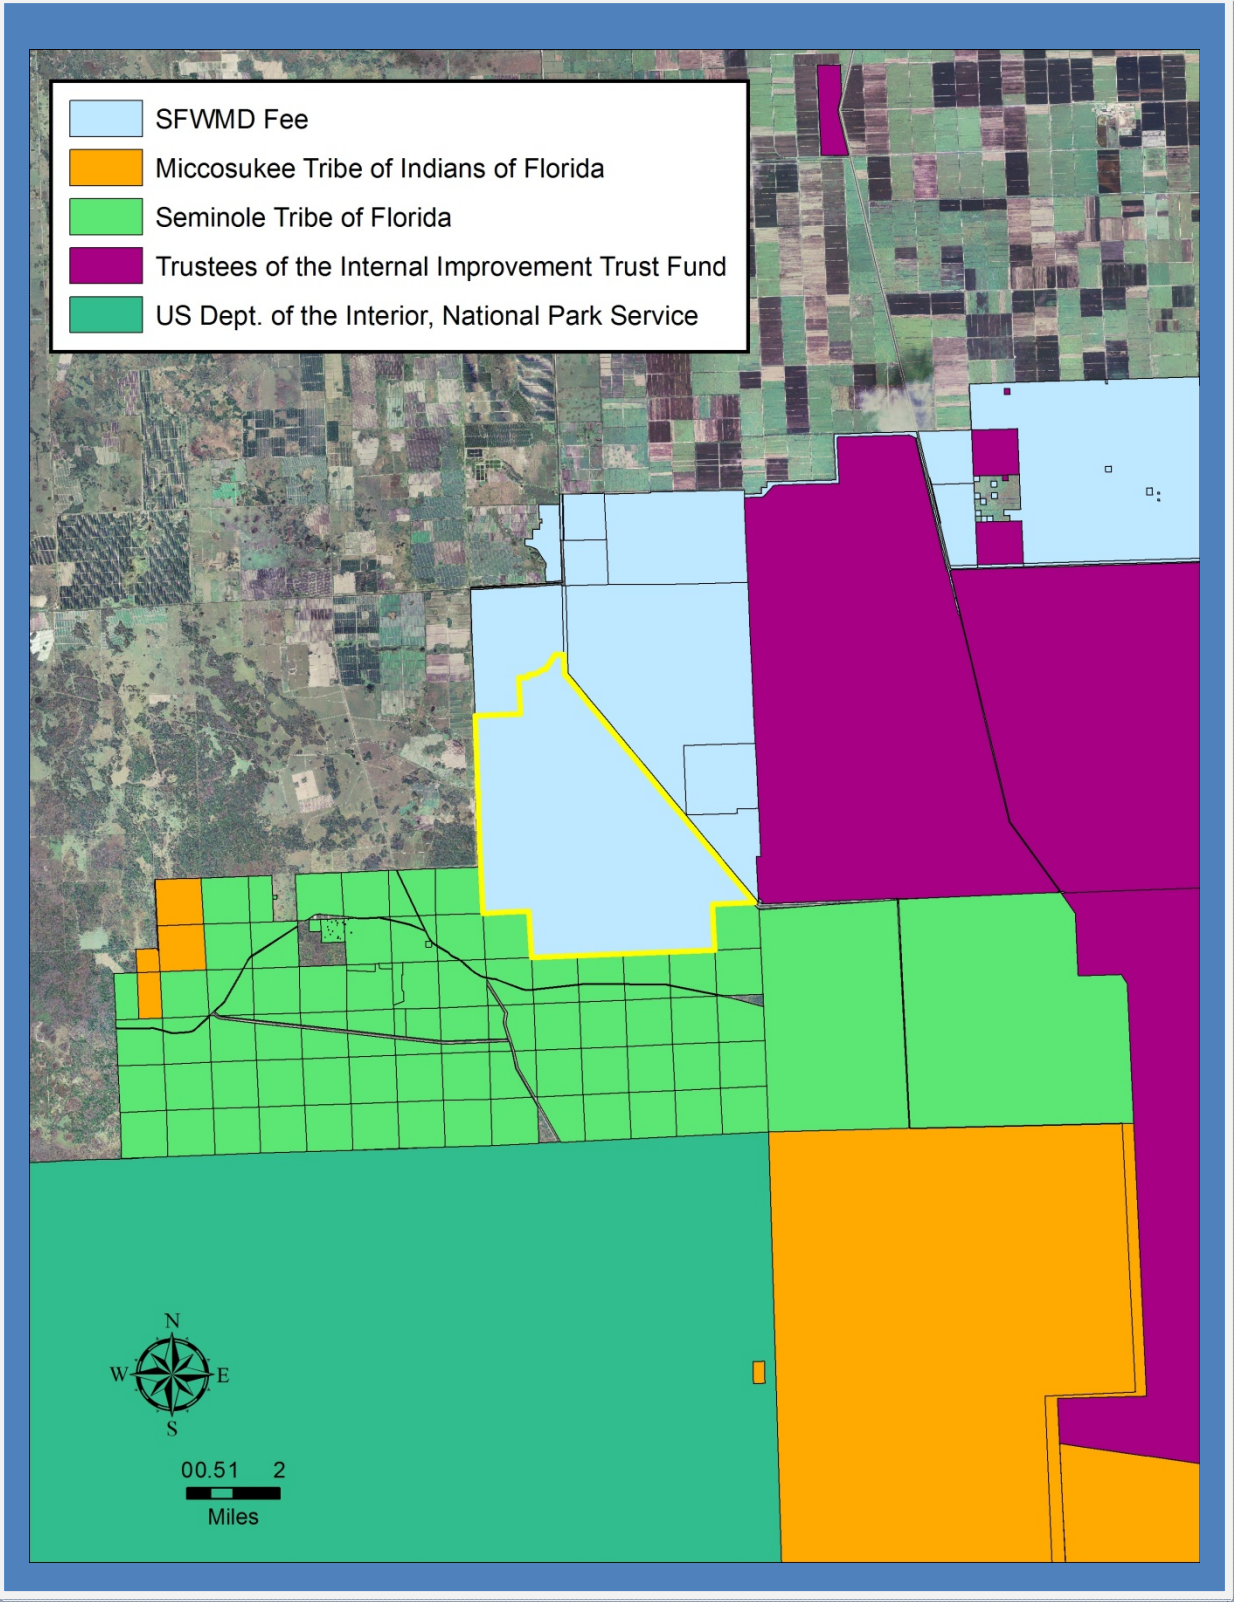 SFWMD Fee
Miccosukee Tribe of Indians of Florida
Seminole Tribe of Florida
Trustees of the Internal Improvement Trust Fund
US Dept. of the Interior, National Park Service
N
W E
S
00.51 2
Miles